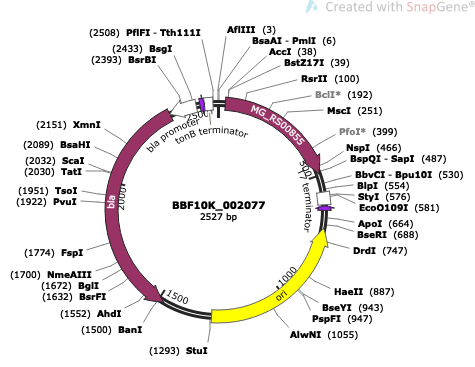 Created with SnapGene®
(2508) PflFI - Tth111I
(2433) BsgI
(2393) BsrBI
AflIII (3)
BsaAI - PmlI (6)
AccI (38)
BstZ17I (39)
RsrII (100)
BclI* (192)
MscI (251)
PfoI* (399)
NspI (466)
BspQI - SapI (487)
BbvCI - Bpu10I (530)
BlpI (554)
StyI (576)
EcoO109I (581)
ApoI (664)
BseRI (688)
DrdI (747)
HaeII (887)
BseYI (943)
PspFI (947)
AlwNI (1055)
(1293) StuI
(1500) BanI
(1552) AhdI
(1632) BsrFI
(1672) BglI
(1700) NmeAIII
(1774) FspI
(1922) PvuI
(1951) TsoI
(2030) TatI
(2032) ScaI
(2089) BsaHI
(2151) XmnI
bla promoter
tonB terminator
MG_RS00855
T7 terminator
ori
bla
500
1000
1500
2000
2500
BBF10K_002077
2527 bp